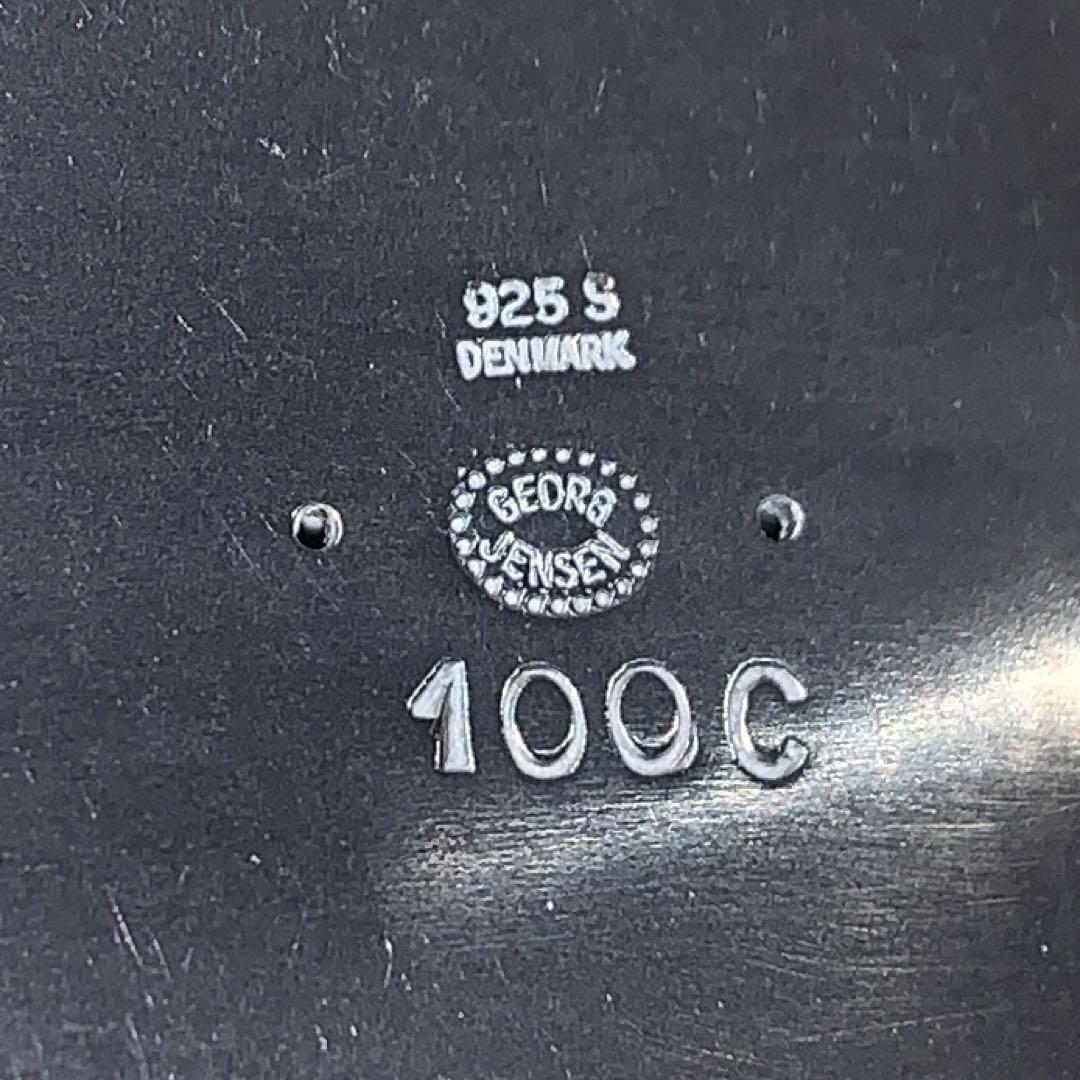 925 S
DENMARK
GEORG
JENSEN
100C